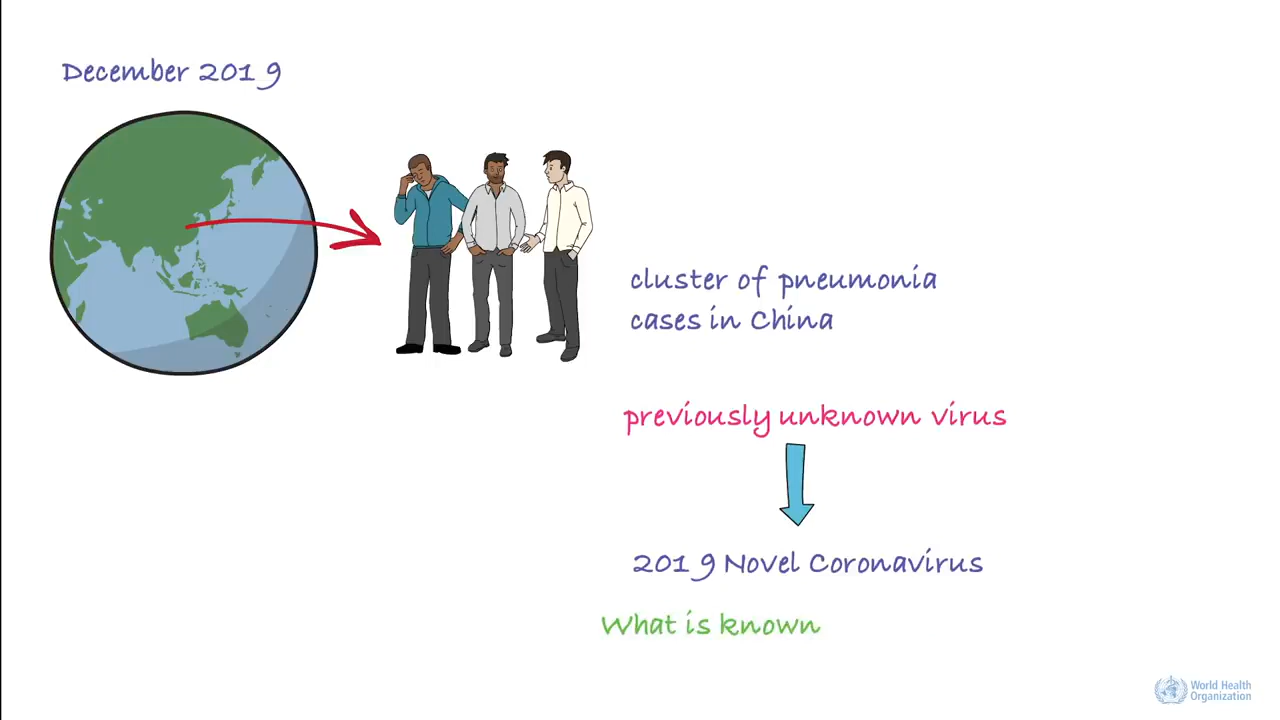 December 2019
cluster of pneumonia
cases in China
previously unknown virus
2019 Novel Coronavirus
What is known
World Health
Organization